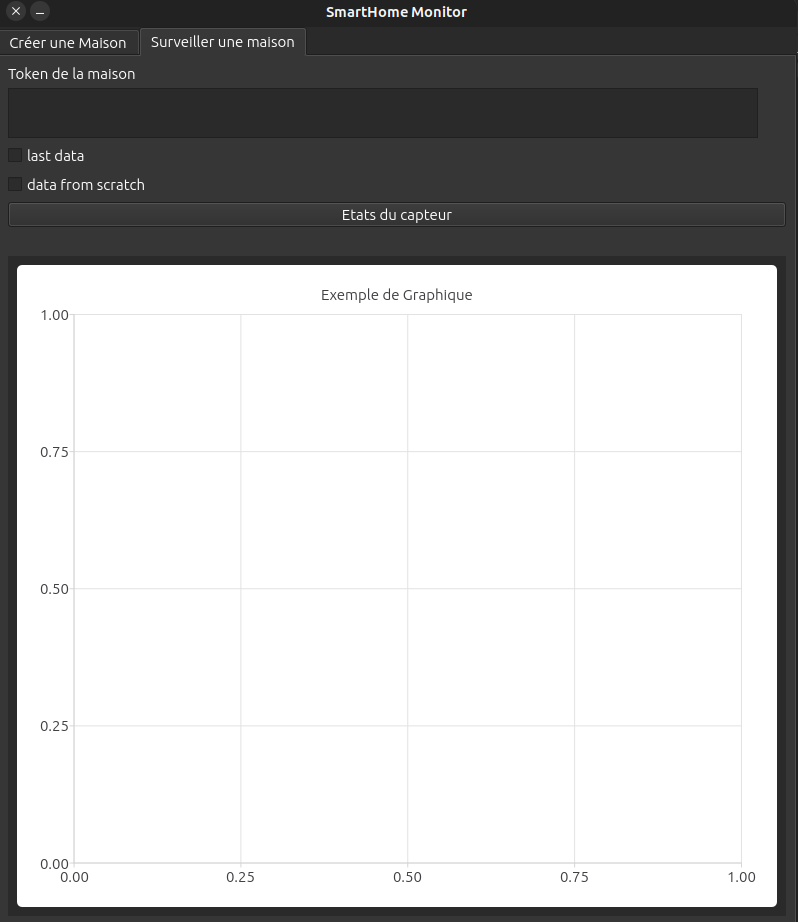 SmartHome Monitor
Créer une Maison
Surveiller une maison
Token de la maison
last data
data from scratch
Etats du capteur
Exemple de Graphique
1.00
0.75
0.50
0.25
0.00
0.00 0.25 0.50 0.75 1.00